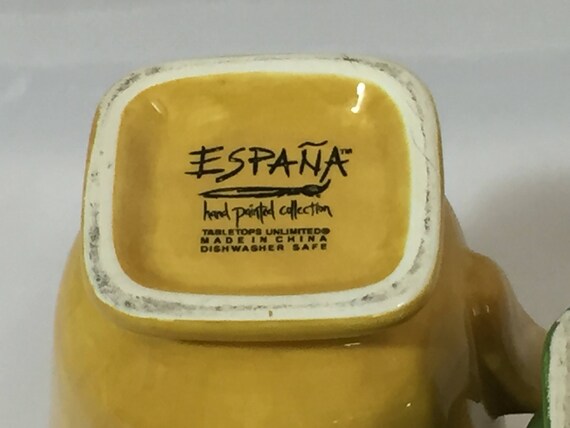 ESPAÑA™
hand painted collection
TABLETOPS UNLIMITED®
MADE IN CHINA
DISHWASHER SAFE